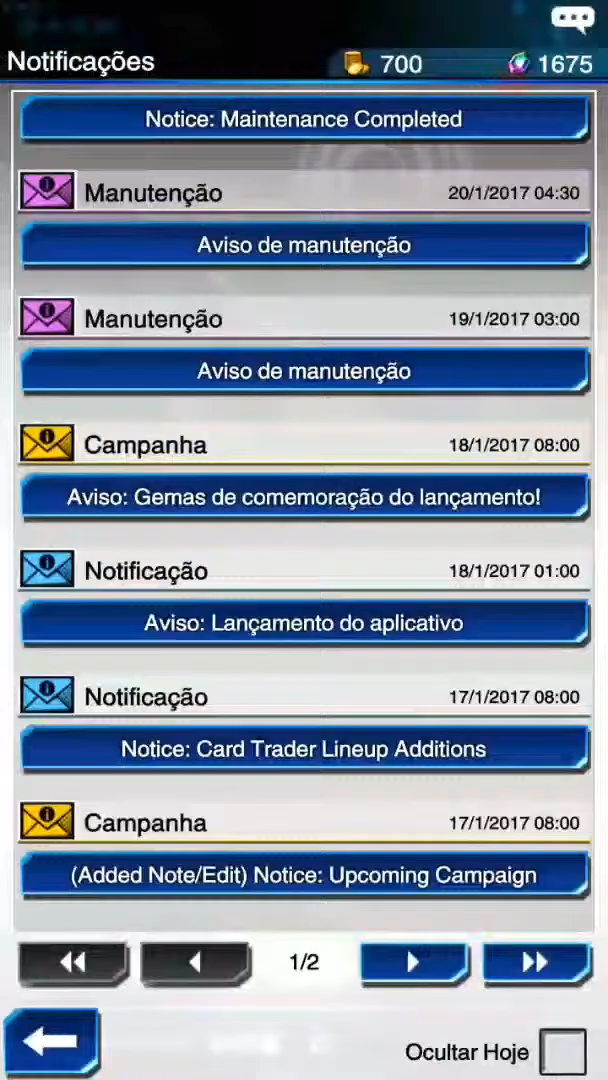 Notificações
700
1675
Notice: Maintenance Completed
Manutenção 20/1/2017 04:30
Aviso de manutenção
Manutenção 19/1/2017 03:00
Aviso de manutenção
Campanha 18/1/2017 08:00
Aviso: Gemas de comemoração do lançamento!
Notificação 18/1/2017 01:00
Aviso: Lançamento do aplicativo
Notificação 17/1/2017 08:00
Notice: Card Trader Lineup Additions
Campanha 17/1/2017 08:00
(Added Note/Edit) Notice: Upcoming Campaign
1/2
Ocultar Hoje